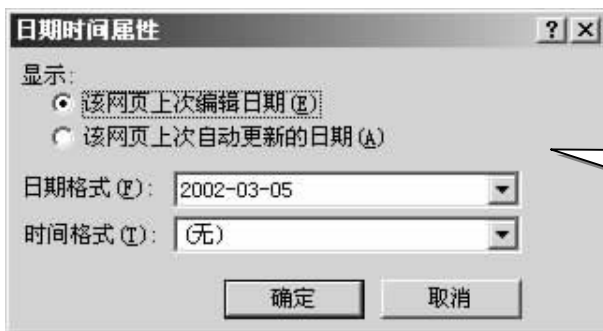 日期时间属性
显示:
该网页上次编辑日期(E)
该网页上次自动更新的日期(A)
日期格式(F): 2002-03-05
时间格式(T): (无)
确定 取消